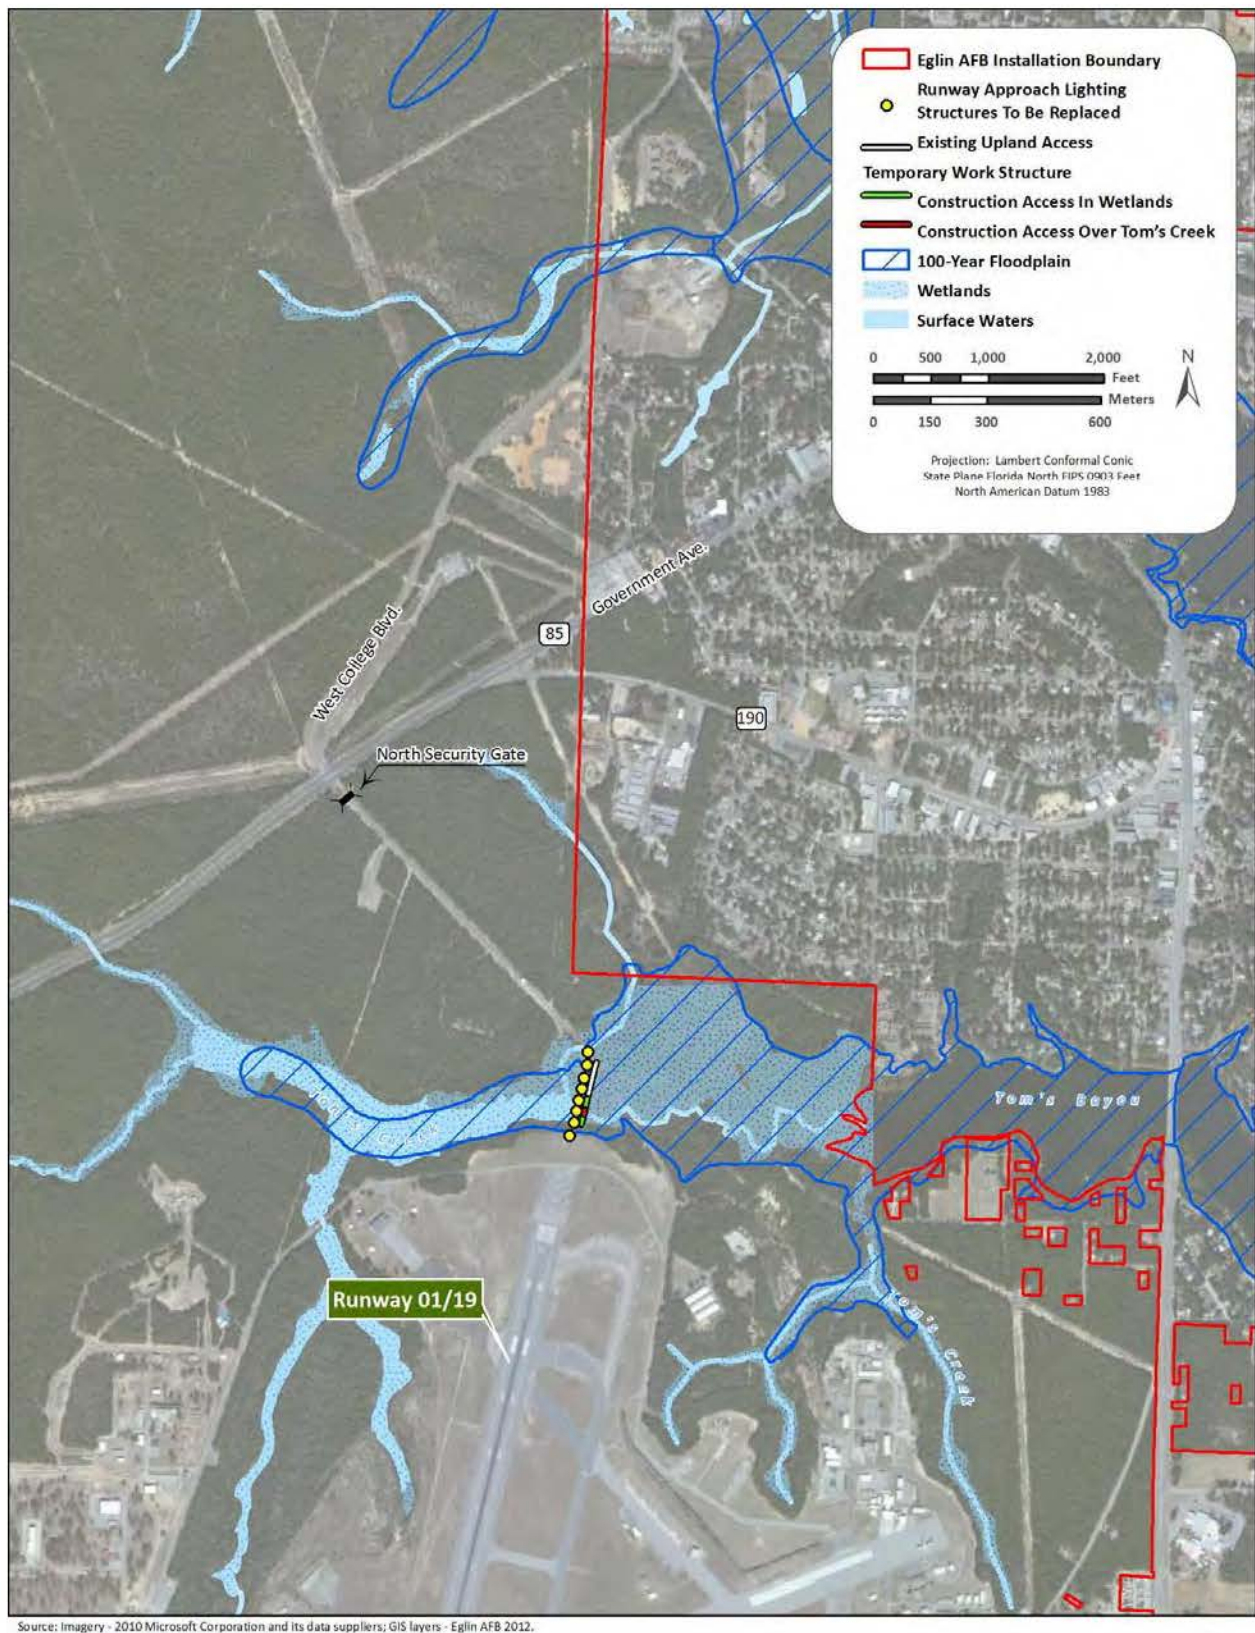 Eglin AFB Installation Boundary
Runway Approach Lighting
Structures To Be Replaced
Existing Upland Access
Temporary Work Structure
Construction Access In Wetlands
Construction Access Over Tom's Creek
100-Year Floodplain
Wetlands
Surface Waters
0 500 1,000 2,000
Feet
Meters
0 150 300 600
N
Projection: Lambert Conformal Conic
State Plane Florida North FIPS 0903 Feet
North American Datum 1983
Government Ave.
85
West College Blvd.
190
North Security Gate
Tom's Bayou
Tom's Creek
Runway 01/19
Tom's Creek
Source: Imagery - 2010 Microsoft Corporation and its data suppliers; GIS layers - Eglin AFB 2012.